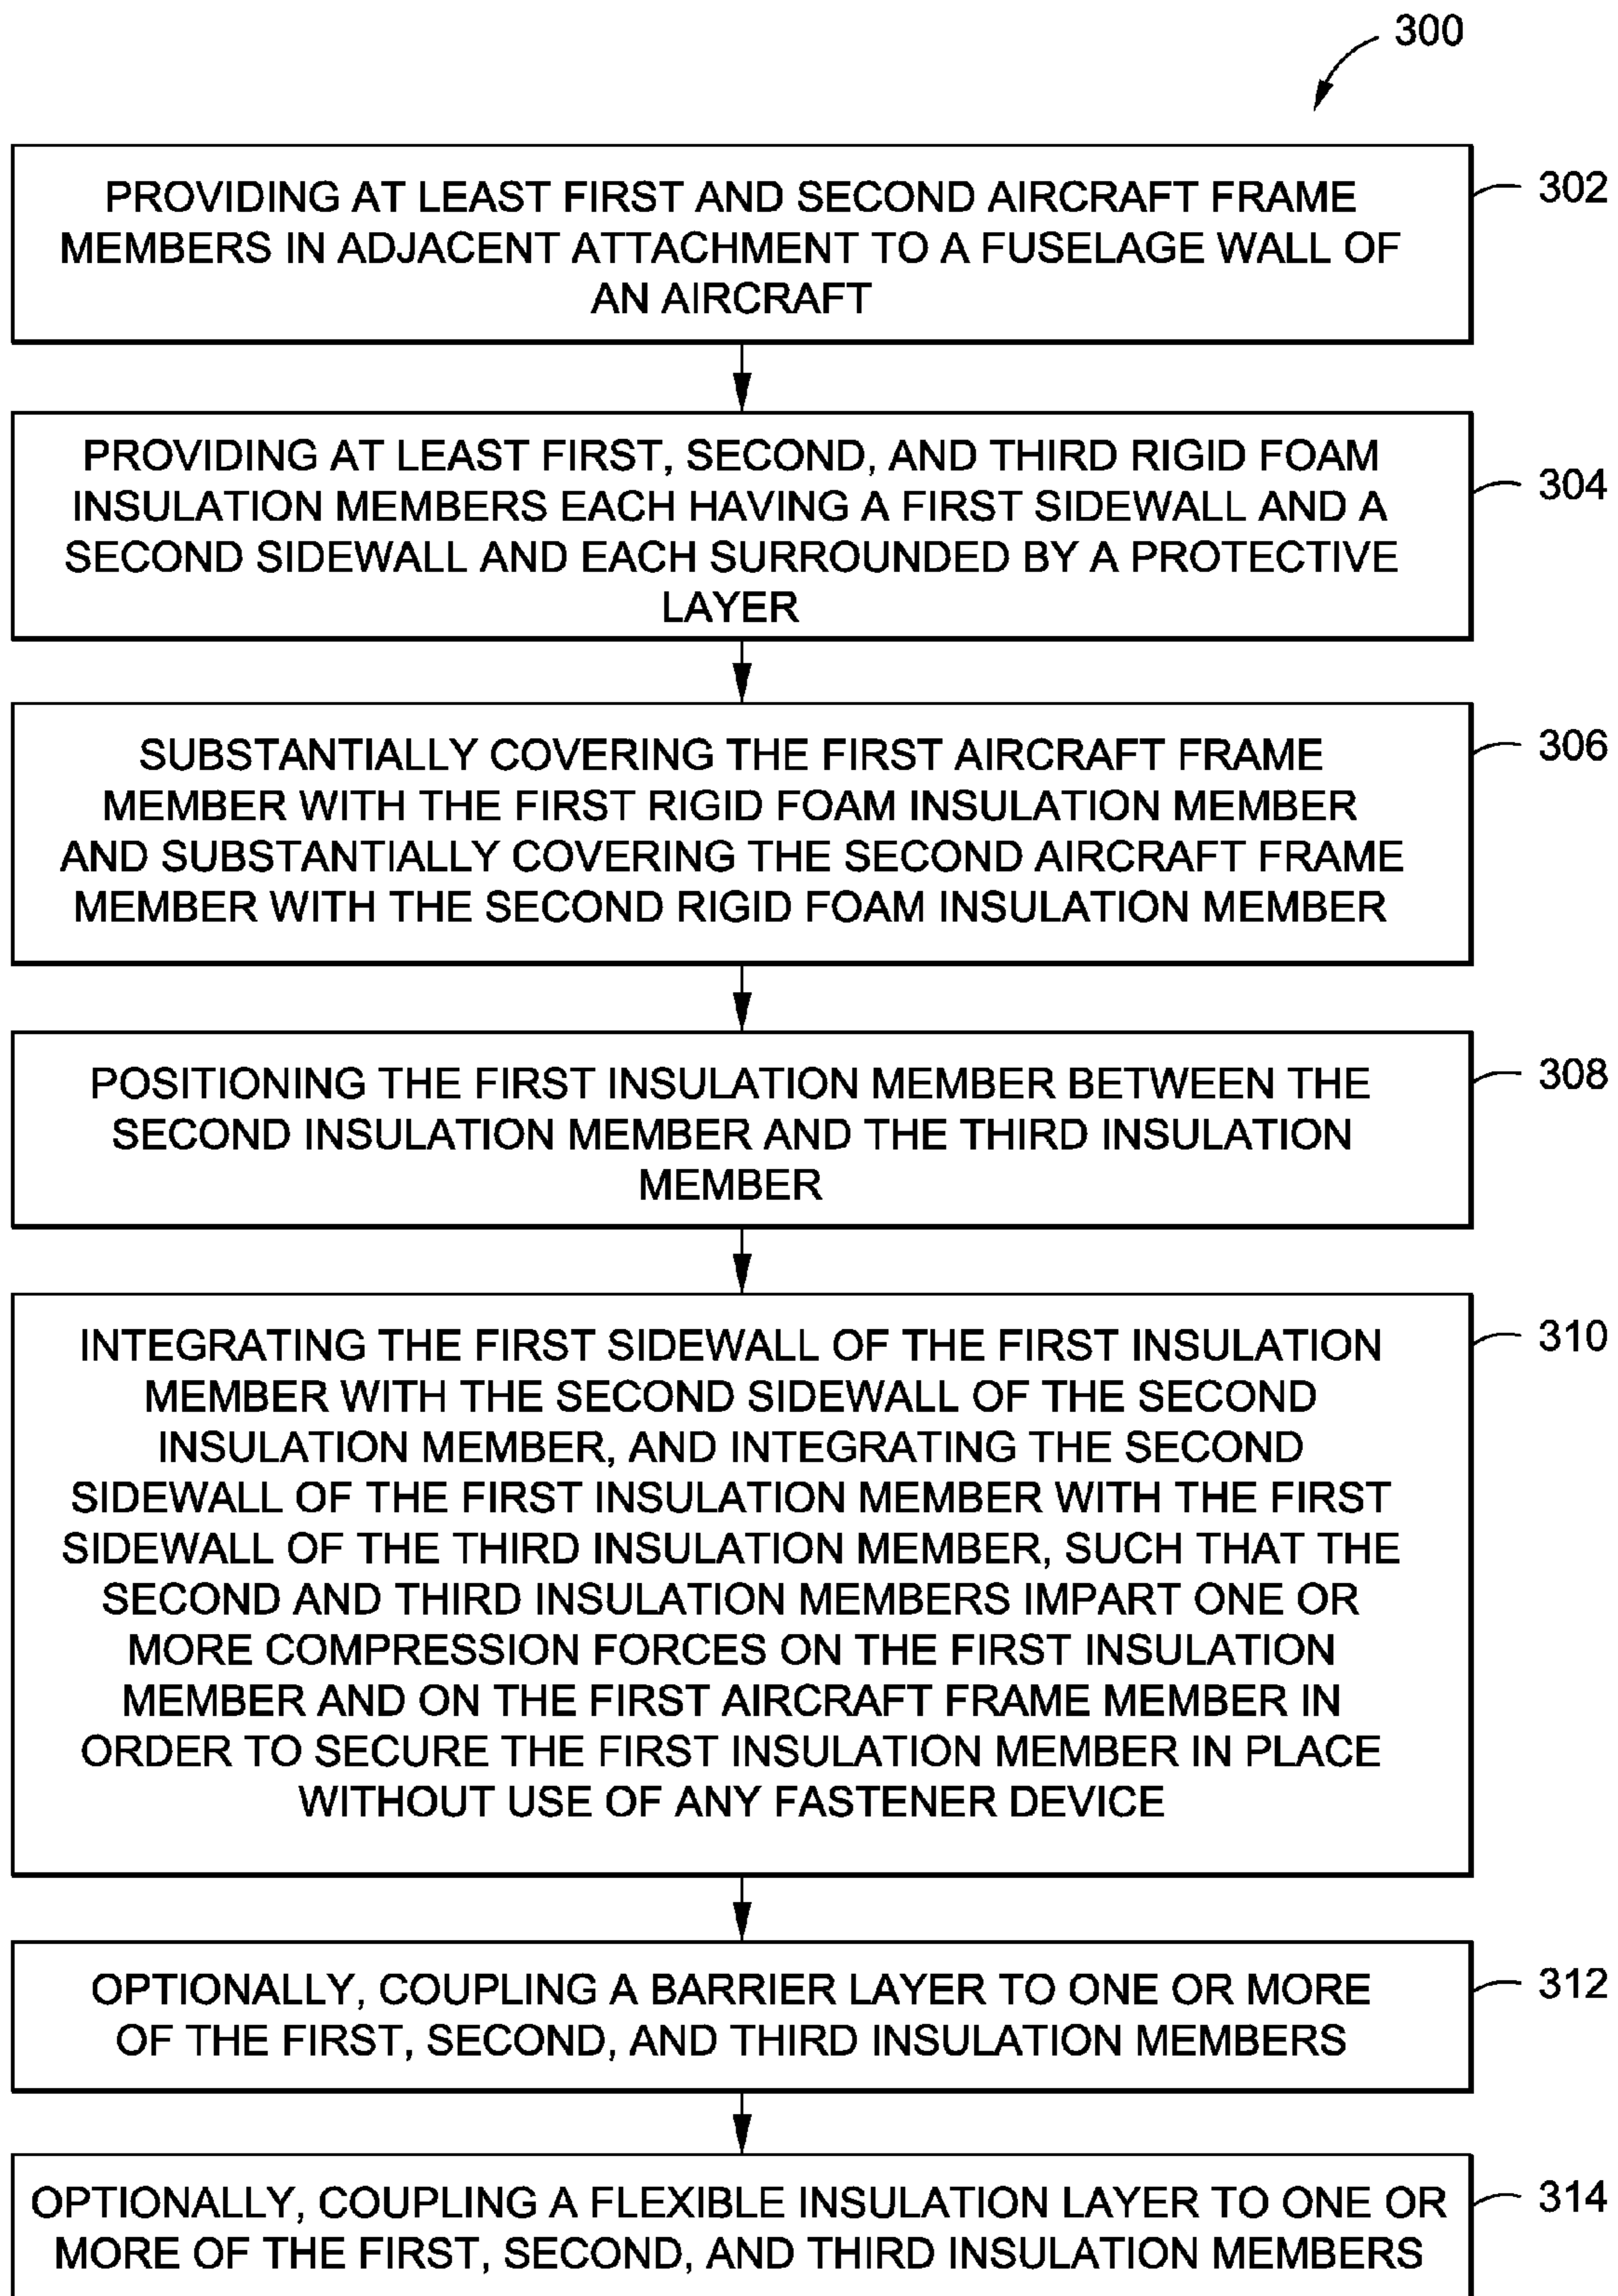 300
PROVIDING AT LEAST FIRST AND SECOND AIRCRAFT FRAME
MEMBERS IN ADJACENT ATTACHMENT TO A FUSELAGE WALL OF
AN AIRCRAFT
302
PROVIDING AT LEAST FIRST, SECOND, AND THIRD RIGID FOAM
INSULATION MEMBERS EACH HAVING A FIRST SIDEWALL AND A
SECOND SIDEWALL AND EACH SURROUNDED BY A PROTECTIVE
LAYER
304
SUBSTANTIALLY COVERING THE FIRST AIRCRAFT FRAME
MEMBER WITH THE FIRST RIGID FOAM INSULATION MEMBER
AND SUBSTANTIALLY COVERING THE SECOND AIRCRAFT FRAME
MEMBER WITH THE SECOND RIGID FOAM INSULATION MEMBER
306
POSITIONING THE FIRST INSULATION MEMBER BETWEEN THE
SECOND INSULATION MEMBER AND THE THIRD INSULATION
MEMBER
308
INTEGRATING THE FIRST SIDEWALL OF THE FIRST INSULATION
MEMBER WITH THE SECOND SIDEWALL OF THE SECOND
INSULATION MEMBER, AND INTEGRATING THE SECOND
SIDEWALL OF THE FIRST INSULATION MEMBER WITH THE FIRST
SIDEWALL OF THE THIRD INSULATION MEMBER, SUCH THAT THE
SECOND AND THIRD INSULATION MEMBERS IMPART ONE OR
MORE COMPRESSION FORCES ON THE FIRST INSULATION
MEMBER AND ON THE FIRST AIRCRAFT FRAME MEMBER IN
ORDER TO SECURE THE FIRST INSULATION MEMBER IN PLACE
WITHOUT USE OF ANY FASTENER DEVICE
310
OPTIONALLY, COUPLING A BARRIER LAYER TO ONE OR MORE
OF THE FIRST, SECOND, AND THIRD INSULATION MEMBERS
312
OPTIONALLY, COUPLING A FLEXIBLE INSULATION LAYER TO ONE OR
MORE OF THE FIRST, SECOND, AND THIRD INSULATION MEMBERS
314